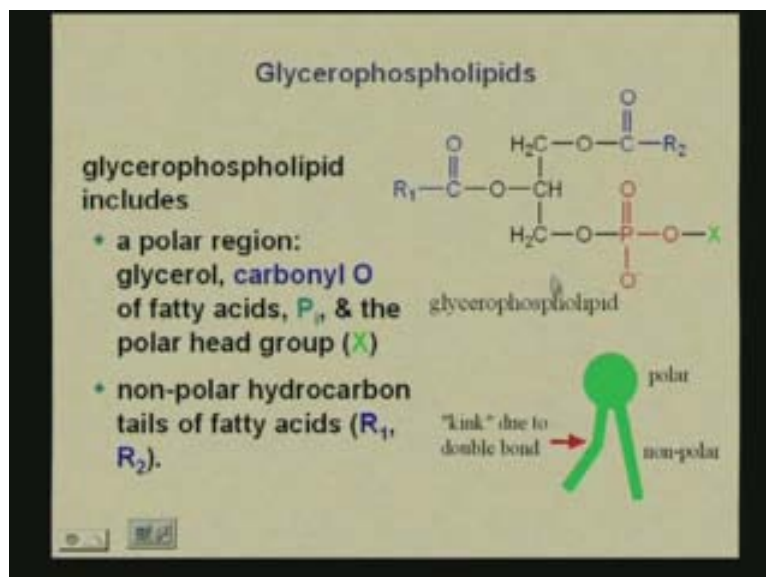 Glycerophospholipids
glycerophospholipid
includes
• a polar region:
glycerol, carbonyl O
of fatty acids, Pi, & the
polar head group (X)
• non-polar hydrocarbon
tails of fatty acids (R1,
R2).
O
O H2C—O—C—R2
R1—C—O—CH O
H2C—O—P—O—X
O-
glycerophospholipid
polar
"kink" due to
double bond
non-polar